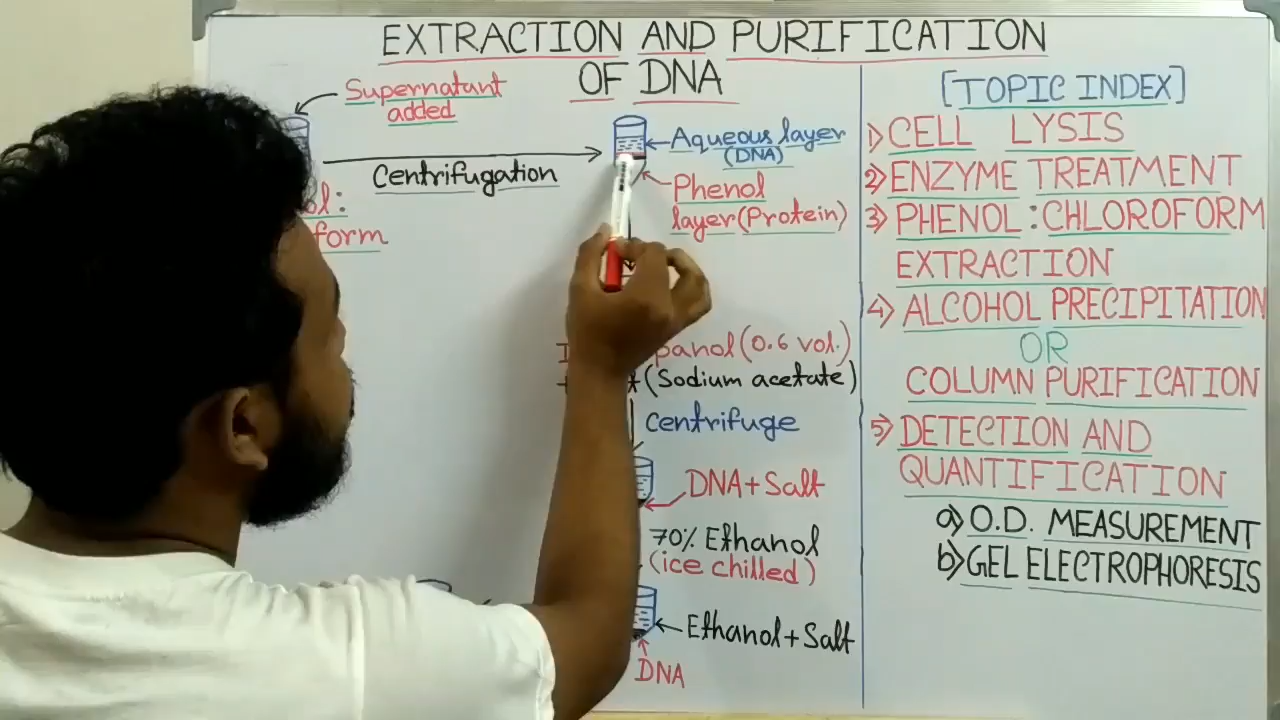 EXTRACTION AND PURIFICATION
OF DNA
Supernatant
added
Centrifugation
Aqueous layer
(DNA)
Phenol
layer(Protein)
(0.6 vol.)
(Sodium acetate)
Centrifuge
DNA+Salt
70% Ethanol
(ice chilled)
Ethanol+Salt
DNA
[TOPIC INDEX]
1) CELL LYSIS
2) ENZYME TREATMENT
3) PHENOL:CHLOROFORM
EXTRACTION
4) ALCOHOL PRECIPITATION
OR
COLUMN PURIFICATION
5) DETECTION AND
QUANTIFICATION
a) O.D. MEASUREMENT
b) GEL ELECTROPHORESIS